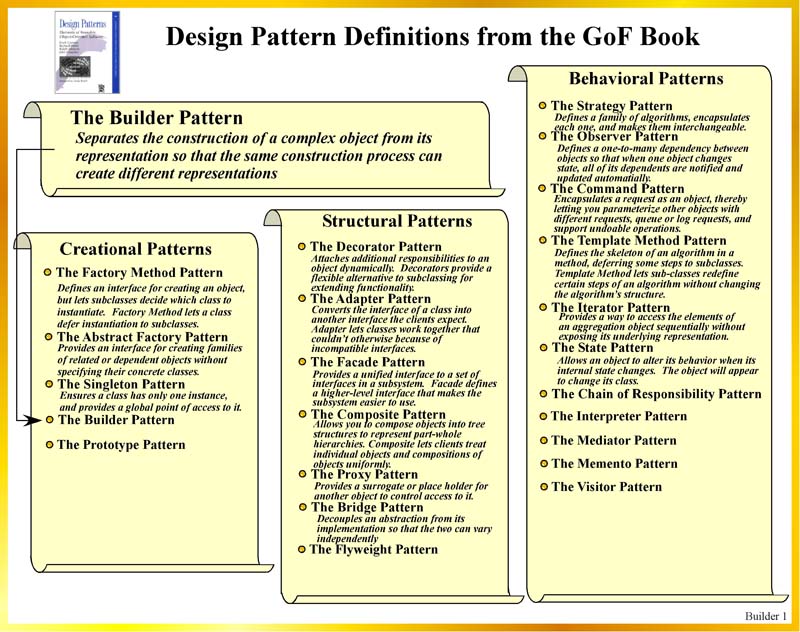 Design Patterns
Design Pattern Definitions from the GoF Book
The Builder Pattern
Separates the construction of a complex object from its
representation so that the same construction process can
create different representations
Creational Patterns
The Factory Method Pattern
Defines an interface for creating an object,
but lets subclasses decide which class to
instantiate. Factory Method lets a class
defer instantiation to subclasses.
The Abstract Factory Pattern
Provides an interface for creating families
of related or dependent objects without
specifying their concrete classes.
The Singleton Pattern
Ensures a class has only one instance,
and provides a global point of access to it.
The Builder Pattern
The Prototype Pattern
Structural Patterns
The Decorator Pattern
Attaches additional responsibilities to an
object dynamically. Decorators provide a
flexible alternative to subclassing for
extending functionality.
The Adapter Pattern
Converts the interface of a class into
another interface the clients expect.
Adapter lets classes work together that
couldn't otherwise because of
incompatible interfaces.
The Facade Pattern
Provides a unified interface to a set of
interfaces in a subsystem. Facade defines
a higher-level interface that makes the
subsystem easier to use.
The Composite Pattern
Allows you to compose objects into tree
structures to represent part-whole
hierarchies. Composite lets clients treat
individual objects and compositions of
objects uniformly.
The Proxy Pattern
Provides a surrogate or place holder for
another object to control access to it.
The Bridge Pattern
Decouples an abstraction from its
implementation so that the two can vary
independently
The Flyweight Pattern
Behavioral Patterns
The Strategy Pattern
Defines a family of algorithms, encapsulates
each one, and makes them interchangeable.
The Observer Pattern
Defines a one-to-many dependency between
objects so that when one object changes
state, all of its dependents are notified and
updated automatically.
The Command Pattern
Encapsulates a request as an object, thereby
letting you parameterize other objects with
different requests, queue or log requests, and
support undoable operations.
The Template Method Pattern
Defines the skeleton of an algorithm in a
method, deferring some steps to subclasses.
Template Method lets sub-classes redefine
certain steps of an algorithm without changing
the algorithm's structure.
The Iterator Pattern
Provides a way to access the elements of
an aggregation object sequentially without
exposing its underlying representation.
The State Pattern
Allows an object to alter its behavior when its
internal state changes. The object will appear
to change its class.
The Chain of Responsibility Pattern
The Interpreter Pattern
The Mediator Pattern
The Memento Pattern
The Visitor Pattern
Builder 1